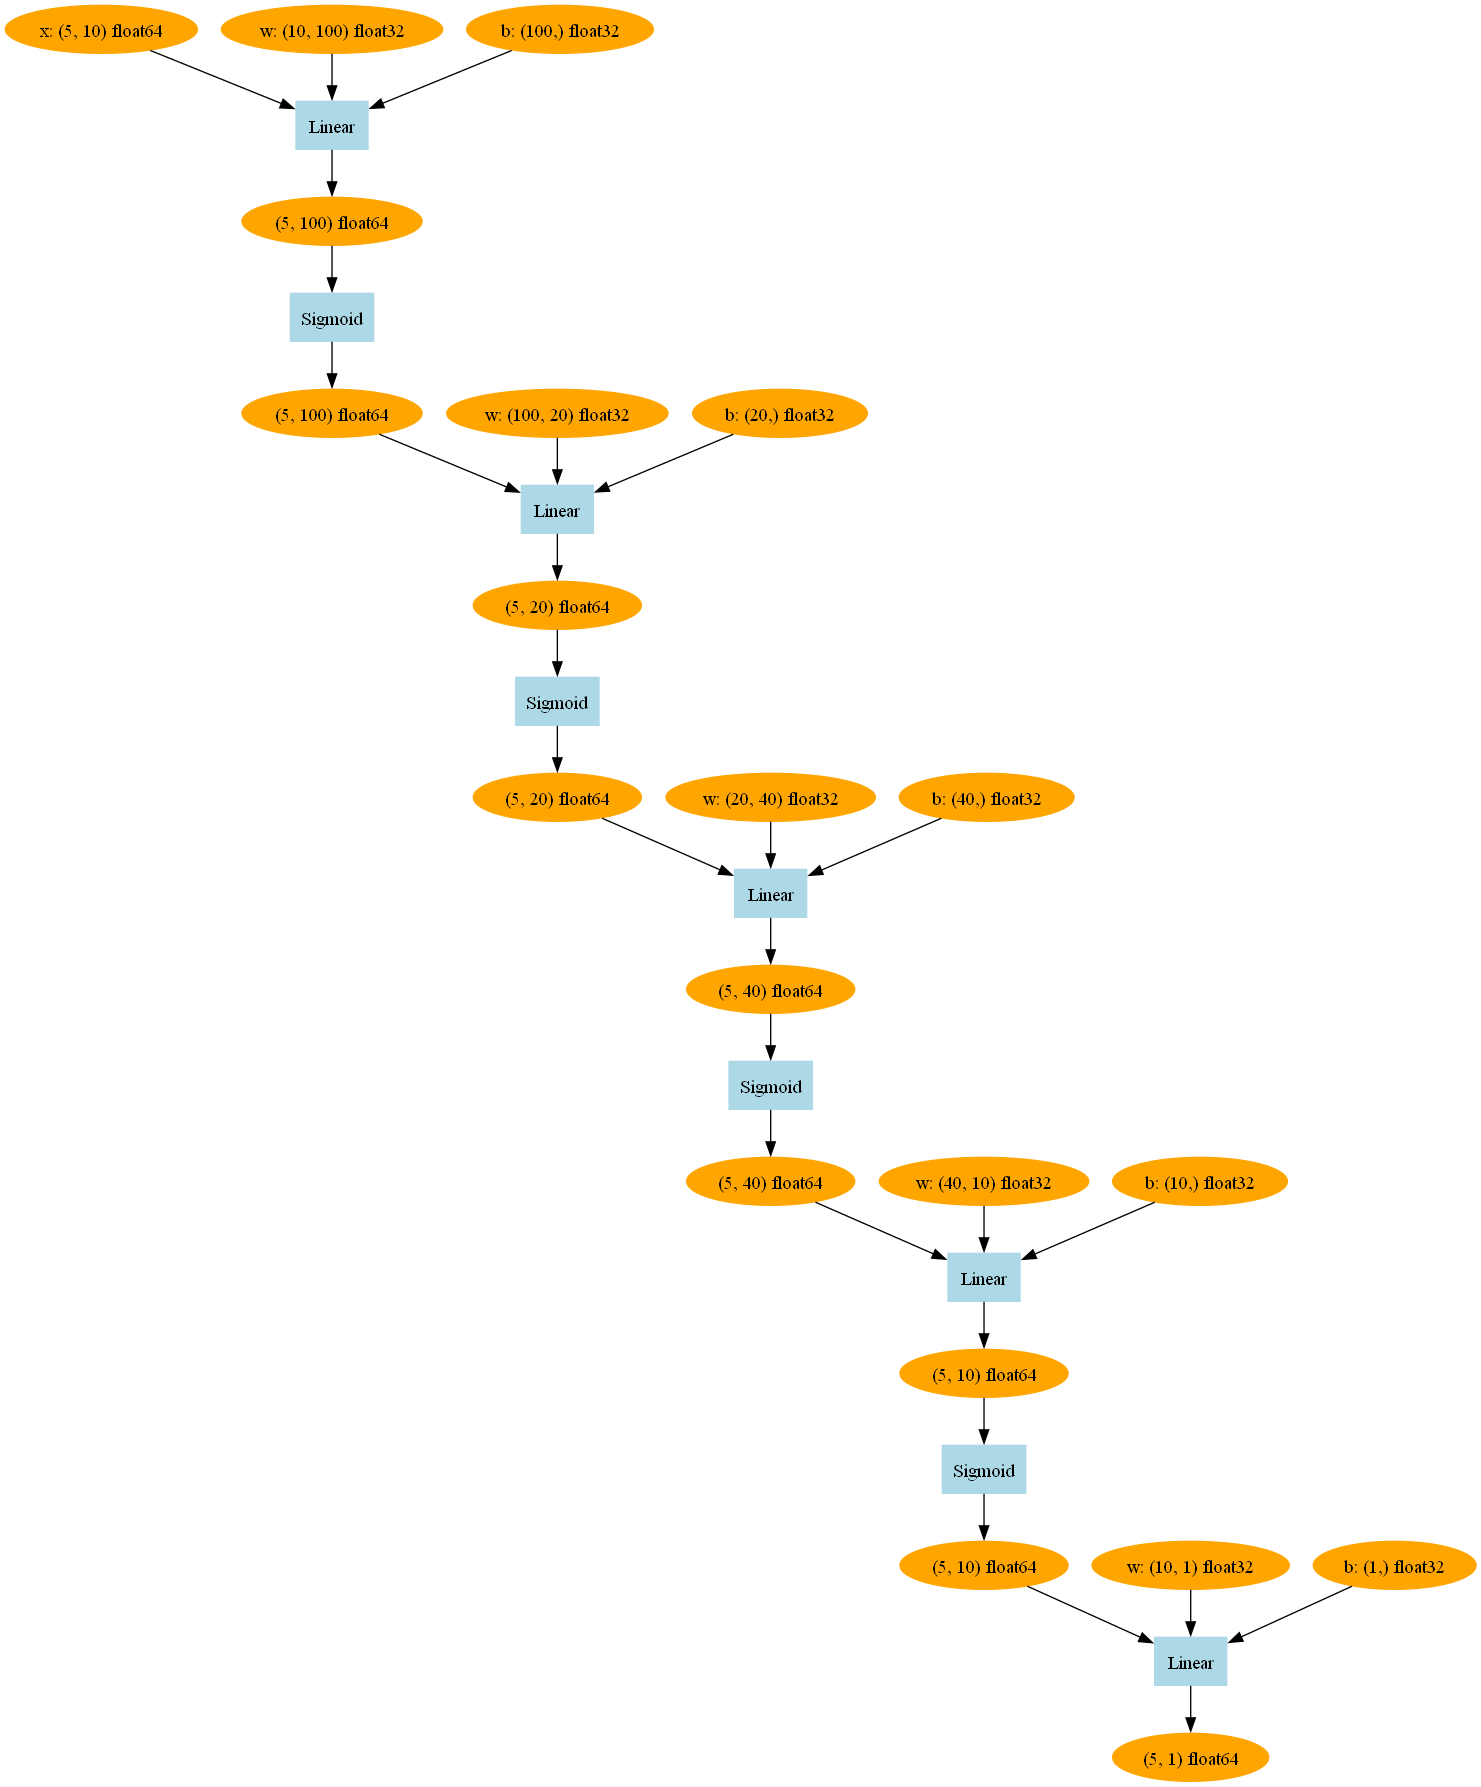 x: (5, 10) float64
w: (10, 100) float32
b: (100,) float32
Linear
(5, 100) float64
Sigmoid
(5, 100) float64
w: (100, 20) float32
b: (20,) float32
Linear
(5, 20) float64
Sigmoid
(5, 20) float64
w: (20, 40) float32
b: (40,) float32
Linear
(5, 40) float64
Sigmoid
(5, 40) float64
w: (40, 10) float32
b: (10,) float32
Linear
(5, 10) float64
Sigmoid
(5, 10) float64
w: (10, 1) float32
b: (1,) float32
Linear
(5, 1) float64